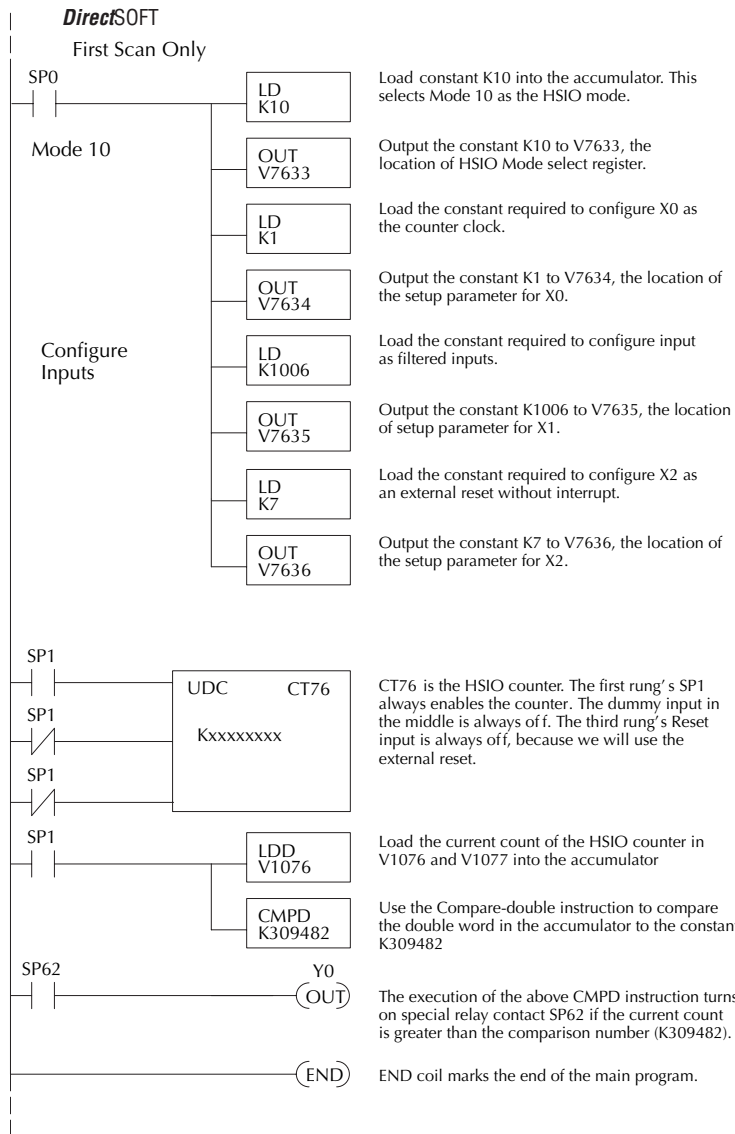 DirectSOFT
First Scan Only
SP0
LD
K10
Load constant K10 into the accumulator. This
selects Mode 10 as the HSIO mode.
Mode 10
OUT
V7633
Output the constant K10 to V7633, the
location of HSIO Mode select register.
LD
K1
Load the constant required to configure X0 as
the counter clock.
OUT
V7634
Output the constant K1 to V7634, the location of
the setup parameter for X0.
Configure
Inputs
LD
K1006
Load the constant required to configure input
as filtered inputs.
OUT
V7635
Output the constant K1006 to V7635, the location
of setup parameter for X1.
LD
K7
Load the constant required to configure X2 as
an external reset without interrupt.
OUT
V7636
Output the constant K7 to V7636, the location of
the setup parameter for X2.
SP1
SP1
SP1
UDC CT76
Kxxxxxxxx
CT76 is the HSIO counter. The first rung's SP1
always enables the counter. The dummy input in
the middle is always off. The third rung's Reset
input is always off, because we will use the
external reset.
SP1
LDD
V1076
Load the current count of the HSIO counter in
V1076 and V1077 into the accumulator
CMPD
K309482
Use the Compare-double instruction to compare
the double word in the accumulator to the constan
K309482
SP62
Y0
OUT
The execution of the above CMPD instruction turns
on special relay contact SP62 if the current count
is greater than the comparison number (K309482).
END
END coil marks the end of the main program.